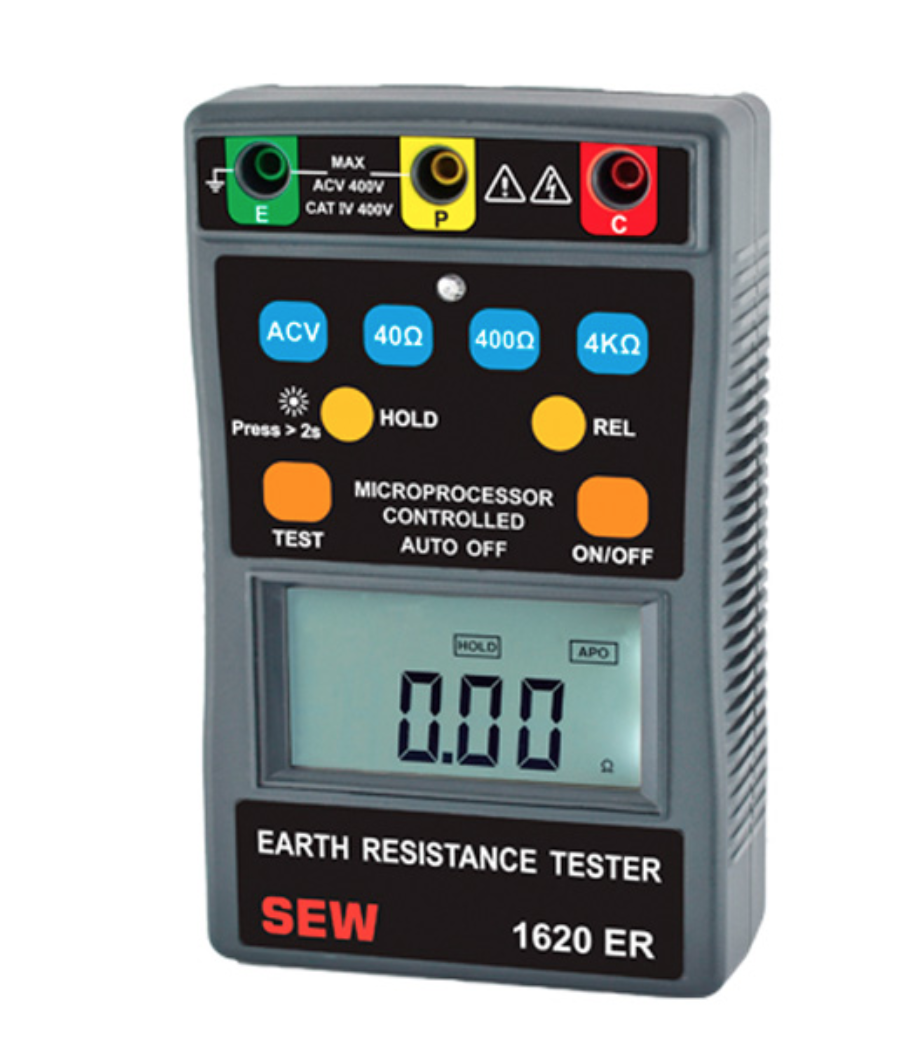 MAX
ACV 400V
CAT IV 400V
E
P
C
ACV
40Ω
400Ω
4KΩ
Press > 2s
HOLD
REL
MICROPROCESSOR
CONTROLLED
AUTO OFF
TEST
ON/OFF
HOLD
APO
0.00
Ω
EARTH RESISTANCE TESTER
SEW
1620 ER